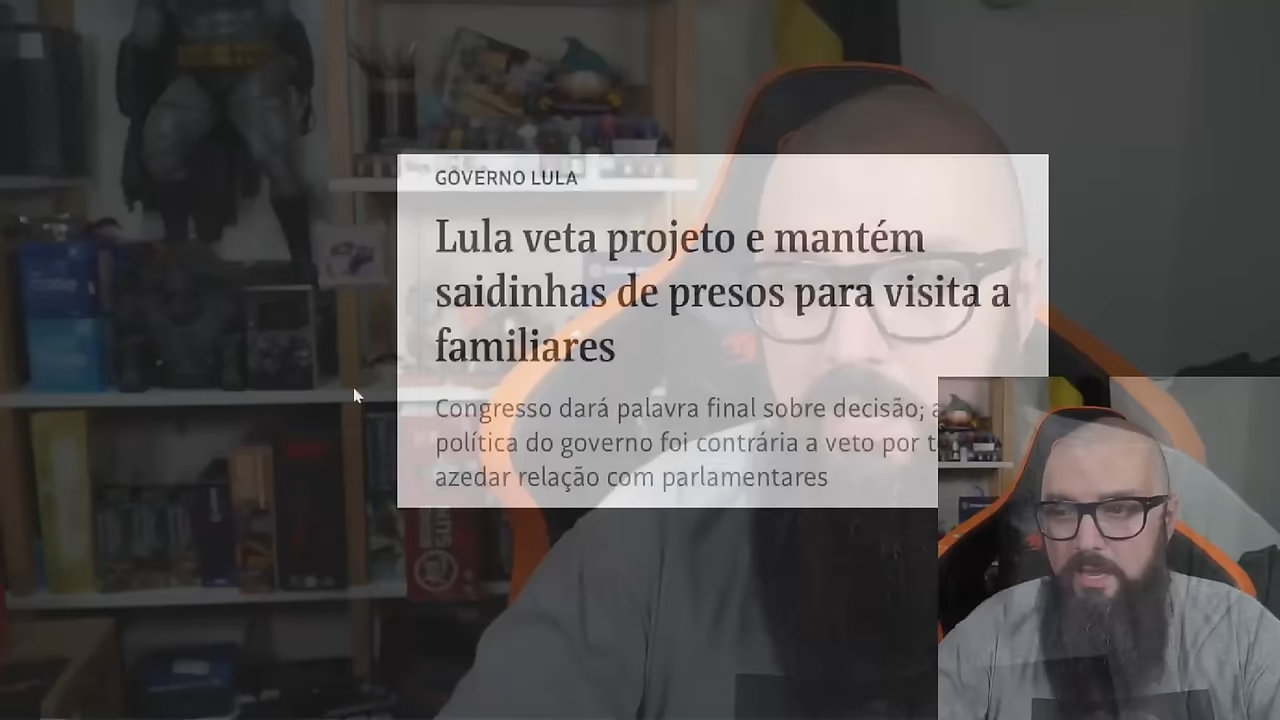 GOVERNO LULA
Lula veta projeto e mantém
saidinhas de presos para visita a
familiares
Congresso dará palavra final sobre decisão;
política do governo foi contrária a veto por
azedar relação com parlamentares